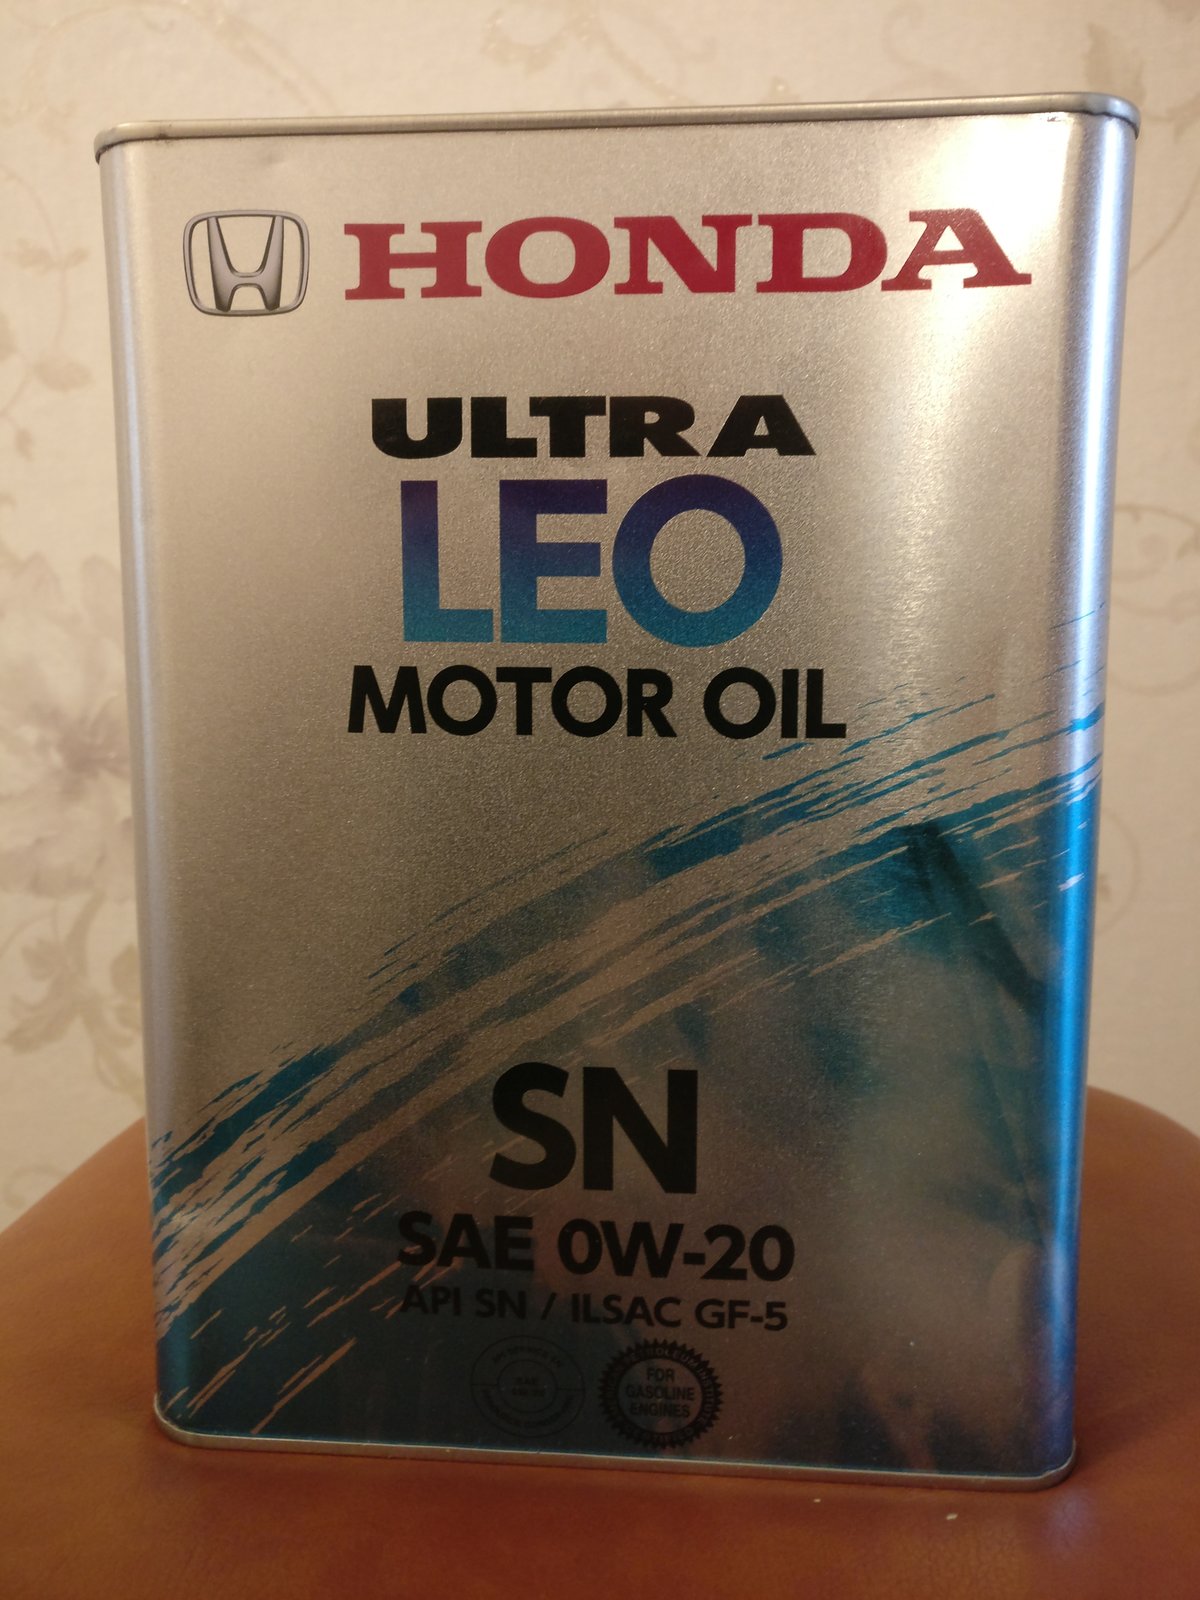 HONDA
ULTRA
LEO
MOTOR OIL
SN
SAE 0W-20
API SN / ILSAC GF-5
FOR
GASOLINE
ENGINES